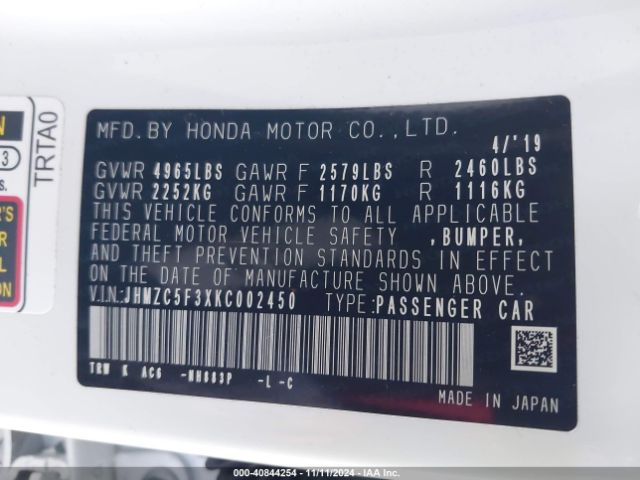 MFD.BY HONDA MOTOR CO.,LTD. 4/'19
GVWR 4965LBS GAWR F 2579LBS R 2460LBS
GVWR 2252KG GAWR F 1170KG R 1116KG
THIS VEHICLE CONFORMS TO ALL APPLICABLE
FEDERAL MOTOR VEHICLE SAFETY ,BUMPER,
AND THEFT PREVENTION STANDARDS IN EFFECT
ON THE DATE OF MANUFACTURE SHOWN ABOVE.
V.I.N:JHMZC5F3XKC002450 TYPE:PASSENGER CAR
TRW K AC6 -NH883P -L -C
MADE IN JAPAN
TRTA0
000-40844254 - 11/11/2024 - IAA Inc.